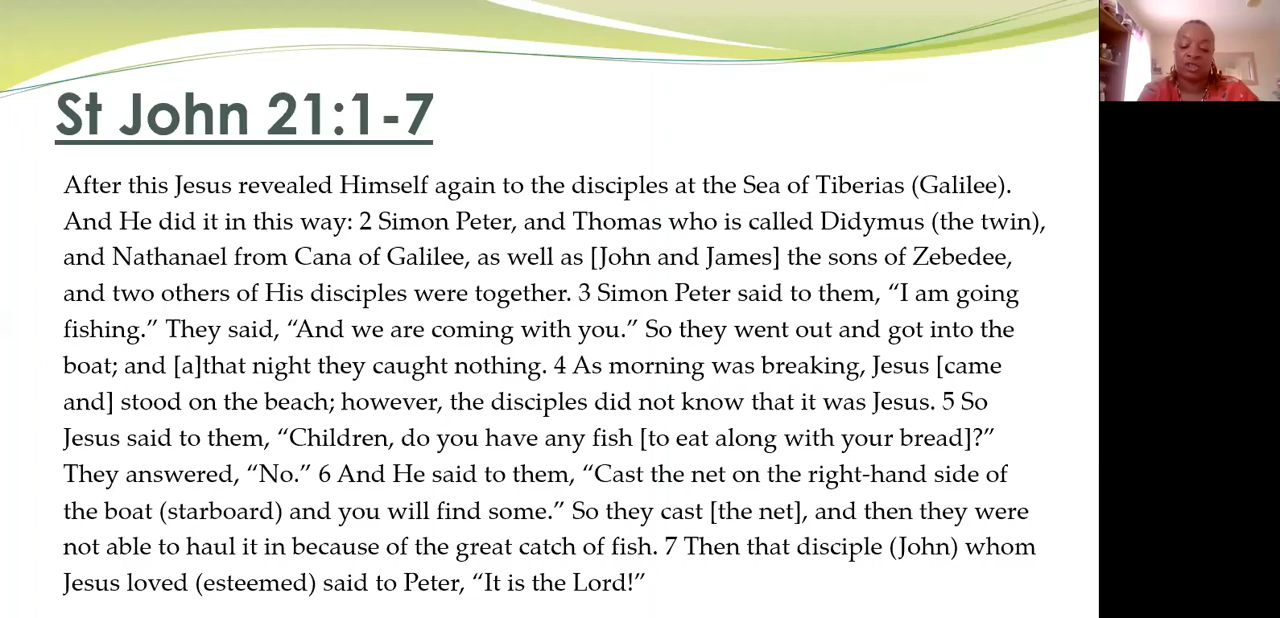 St John 21:1-7
After this Jesus revealed Himself again to the disciples at the Sea of Tiberias (Galilee).
And He did it in this way: 2 Simon Peter, and Thomas who is called Didymus (the twin),
and Nathanael from Cana of Galilee, as well as [John and James] the sons of Zebedee,
and two others of His disciples were together. 3 Simon Peter said to them, “I am going
fishing.” They said, “And we are coming with you.” So they went out and got into the
boat; and [a]that night they caught nothing. 4 As morning was breaking, Jesus [came
and] stood on the beach; however, the disciples did not know that it was Jesus. 5 So
Jesus said to them, “Children, do you have any fish [to eat along with your bread]?”
They answered, “No.” 6 And He said to them, “Cast the net on the right-hand side of
the boat (starboard) and you will find some.” So they cast [the net], and then they were
not able to haul it in because of the great catch of fish. 7 Then that disciple (John) whom
Jesus loved (esteemed) said to Peter, “It is the Lord!”